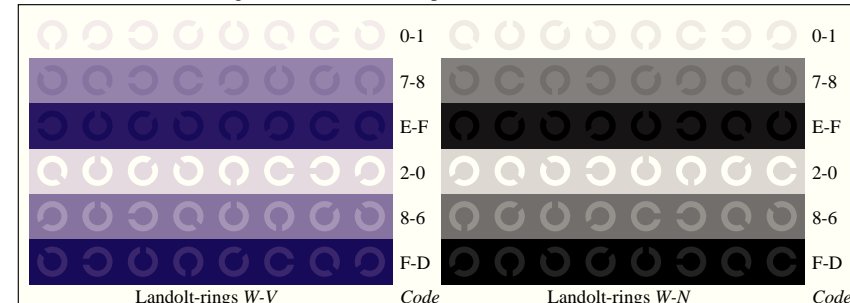 0-1 0-1
7-8 7-8
E-F E-F
2-0 2-0
8-6 8-6
F-D F-D
Landolt-rings W-V Code Landolt-rings W-N Code